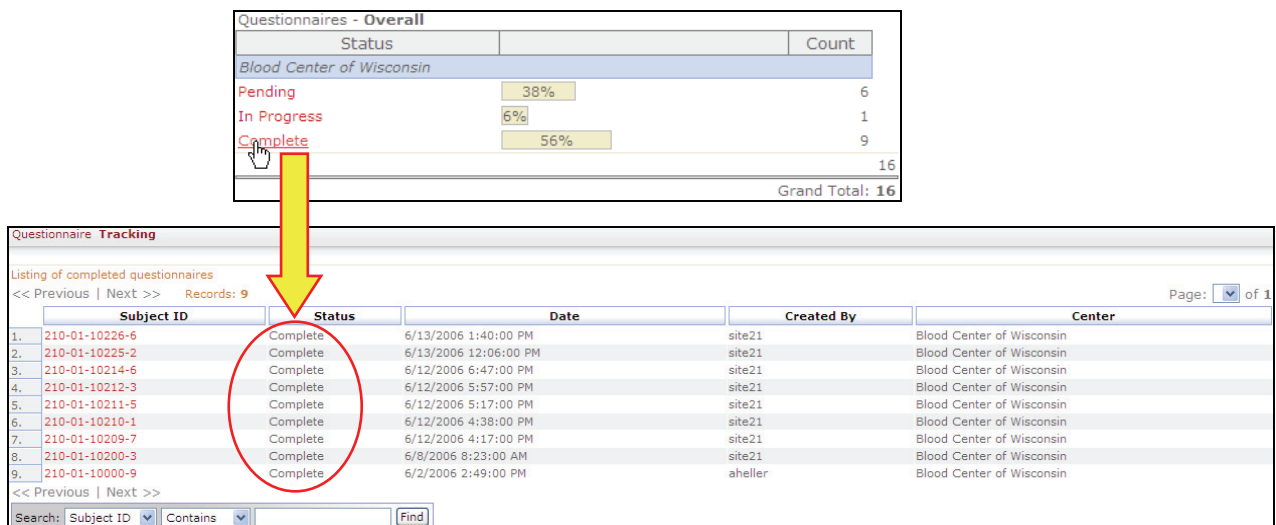 Questionnaires - Overall
Status Count
Blood Center of Wisconsin
Pending 38% 6
In Progress 6% 1
Complete 56% 9
16
Grand Total: 16
Questionnaire Tracking
Listing of completed questionnaires
<< Previous | Next >> Records: 9 Page: of 1
Subject ID Status Date Created By Center
1. 210-01-10226-6 Complete 6/13/2006 1:40:00 PM site21 Blood Center of Wisconsin
2. 210-01-10225-2 Complete 6/13/2006 12:06:00 PM site21 Blood Center of Wisconsin
3. 210-01-10214-6 Complete 6/12/2006 6:47:00 PM site21 Blood Center of Wisconsin
4. 210-01-10212-3 Complete 6/12/2006 5:57:00 PM site21 Blood Center of Wisconsin
5. 210-01-10211-5 Complete 6/12/2006 5:17:00 PM site21 Blood Center of Wisconsin
6. 210-01-10210-1 Complete 6/12/2006 4:38:00 PM site21 Blood Center of Wisconsin
7. 210-01-10209-7 Complete 6/12/2006 4:17:00 PM site21 Blood Center of Wisconsin
8. 210-01-10200-3 Complete 6/8/2006 8:23:00 AM site21 Blood Center of Wisconsin
9. 210-01-10000-9 Complete 6/2/2006 2:49:00 PM aheller Blood Center of Wisconsin
<< Previous | Next >>
Search: Subject ID Contains Find